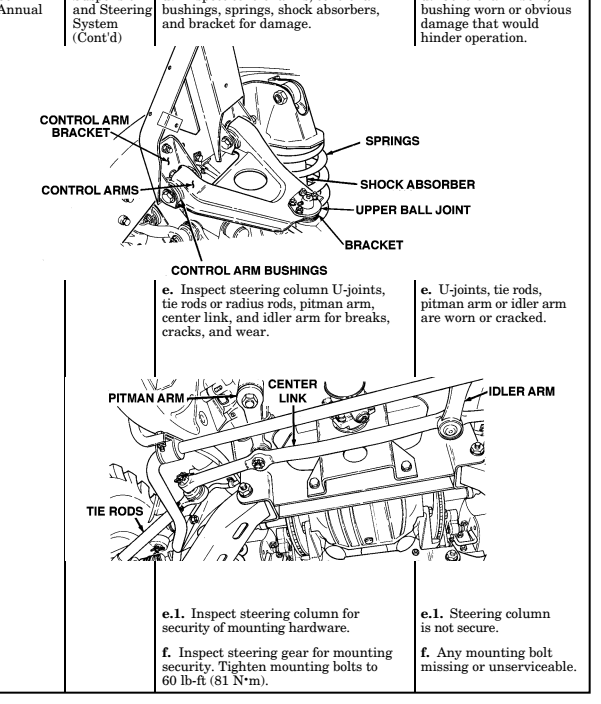 Annual
and Steering
System
(Cont'd)
bushings, springs, shock absorbers,
and bracket for damage.
bushing worn or obvious
damage that would
hinder operation.
CONTROL ARM
BRACKET
SPRINGS
CONTROL ARMS
SHOCK ABSORBER
UPPER BALL JOINT
BRACKET
CONTROL ARM BUSHINGS
e. Inspect steering column U-joints,
tie rods or radius rods, pitman arm,
center link, and idler arm for breaks,
cracks, and wear.
e. U-joints, tie rods,
pitman arm or idler arm
are worn or cracked.
PITMAN ARM
CENTER
LINK
IDLER ARM
TIE RODS
e.1. Inspect steering column for
security of mounting hardware.
e.1. Steering column
is not secure.
f. Inspect steering gear for mounting
security. Tighten mounting bolts to
60 lb-ft (81 N•m).
f. Any mounting bolt
missing or unserviceable.